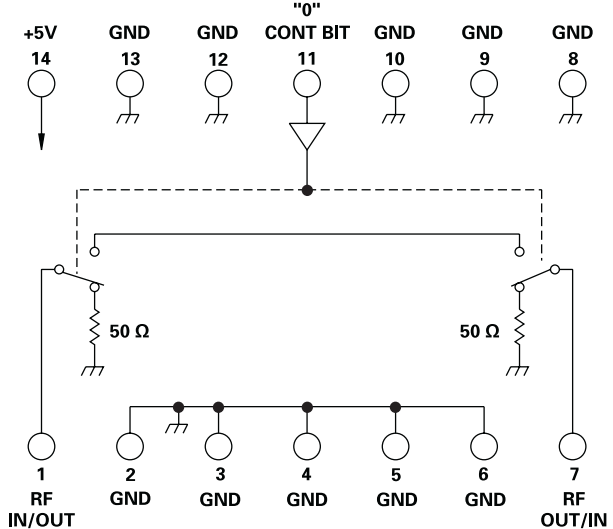 "0"
+5V GND GND CONT BIT GND GND GND
14 13 12 11 10 9 8
50 Ω 50 Ω
1 2 3 4 5 6 7
RF GND GND GND GND GND RF
IN/OUT OUT/IN